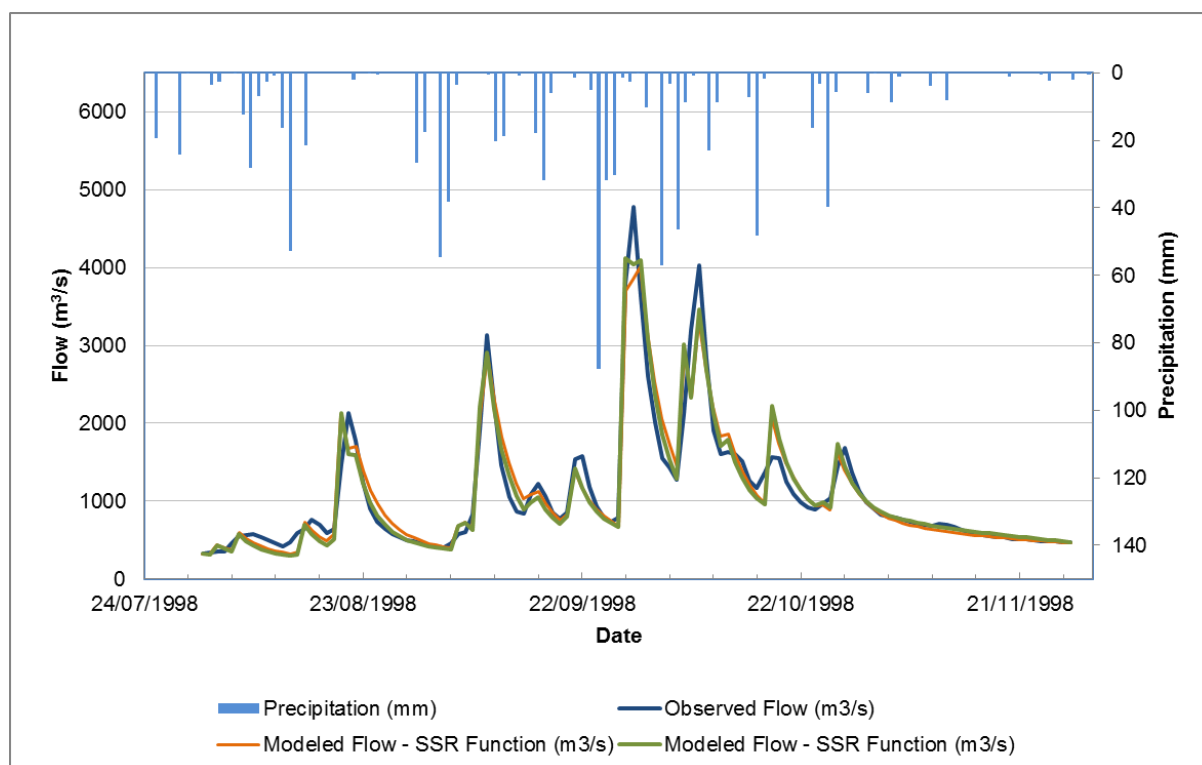 6000
5000
4000
3000
2000
1000
0
Flow (m³/s)
0
20
40
60
80
100
120
140
Precipitation (mm)
24/07/1998 23/08/1998 22/09/1998 22/10/1998 21/11/1998
Date
Precipitation (mm) Observed Flow (m3/s)
Modeled Flow - SSR Function (m3/s) Modeled Flow - SSR Function (m3/s)